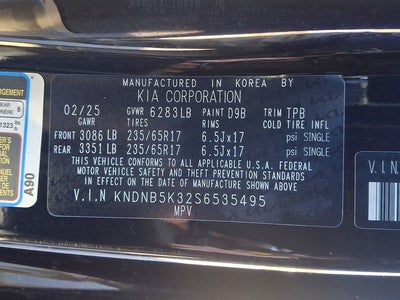 MANUFACTURED IN KOREA BY
KIA CORPORATION
02/25 GVWR 6283LB PAINT D9B TRIM TPB
GAWR TIRES RIMS COLD TIRE INFL
FRONT 3086 LB 235/65R17 6.5Jx17 psi SINGLE
REAR 3351 LB 235/65R17 6.5Jx17 psi SINGLE
THIS VEHICLE CONFORMS TO ALL APPLICABLE U.S.A. FEDERAL
MOTOR VEHICLE SAFETY AND THEFT PREVENTION STANDARDS
IN EFFECT ON THE DATE OF MANUFACTURE SHOWN ABOVE
V.I.N KNDNB5K32S6535495
MPV
A90
V.I.N